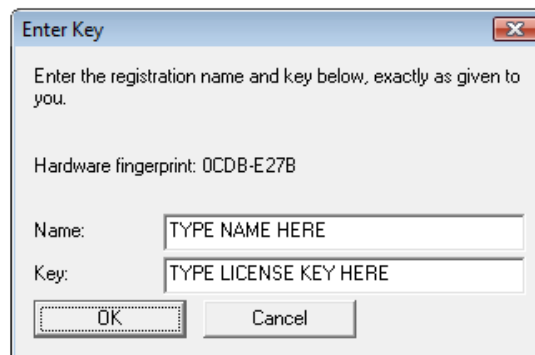 Enter Key
Enter the registration name and key below, exactly as given to
you.
Hardware fingerprint: 0CDB-E27B
Name: TYPE NAME HERE
Key: TYPE LICENSE KEY HERE
OK Cancel